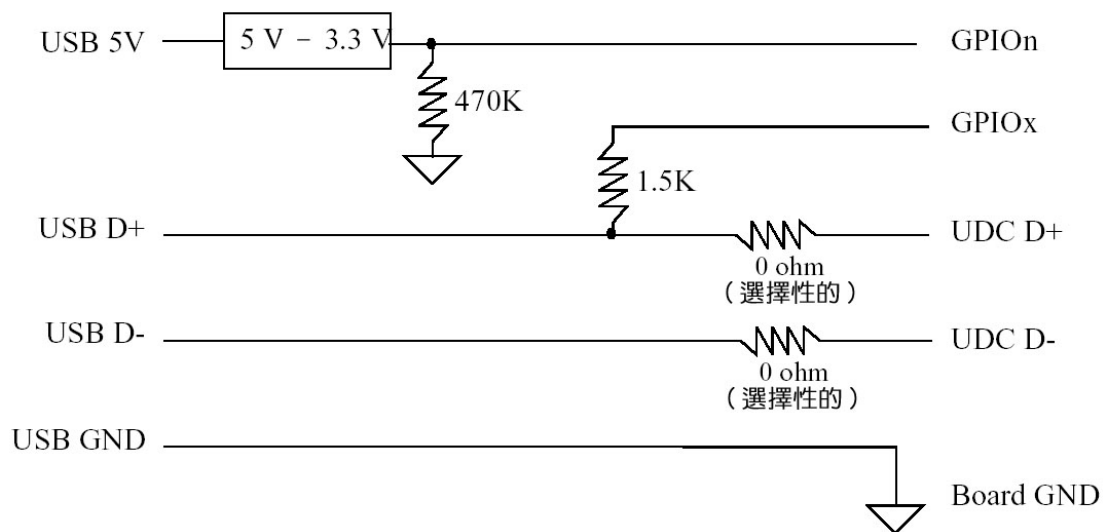 USB 5V
5 V – 3.3 V
GPIOn
470K
GPIOx
1.5K
USB D+
UDC D+
0 ohm
（選擇性的）
USB D-
UDC D-
0 ohm
（選擇性的）
USB GND
Board GND